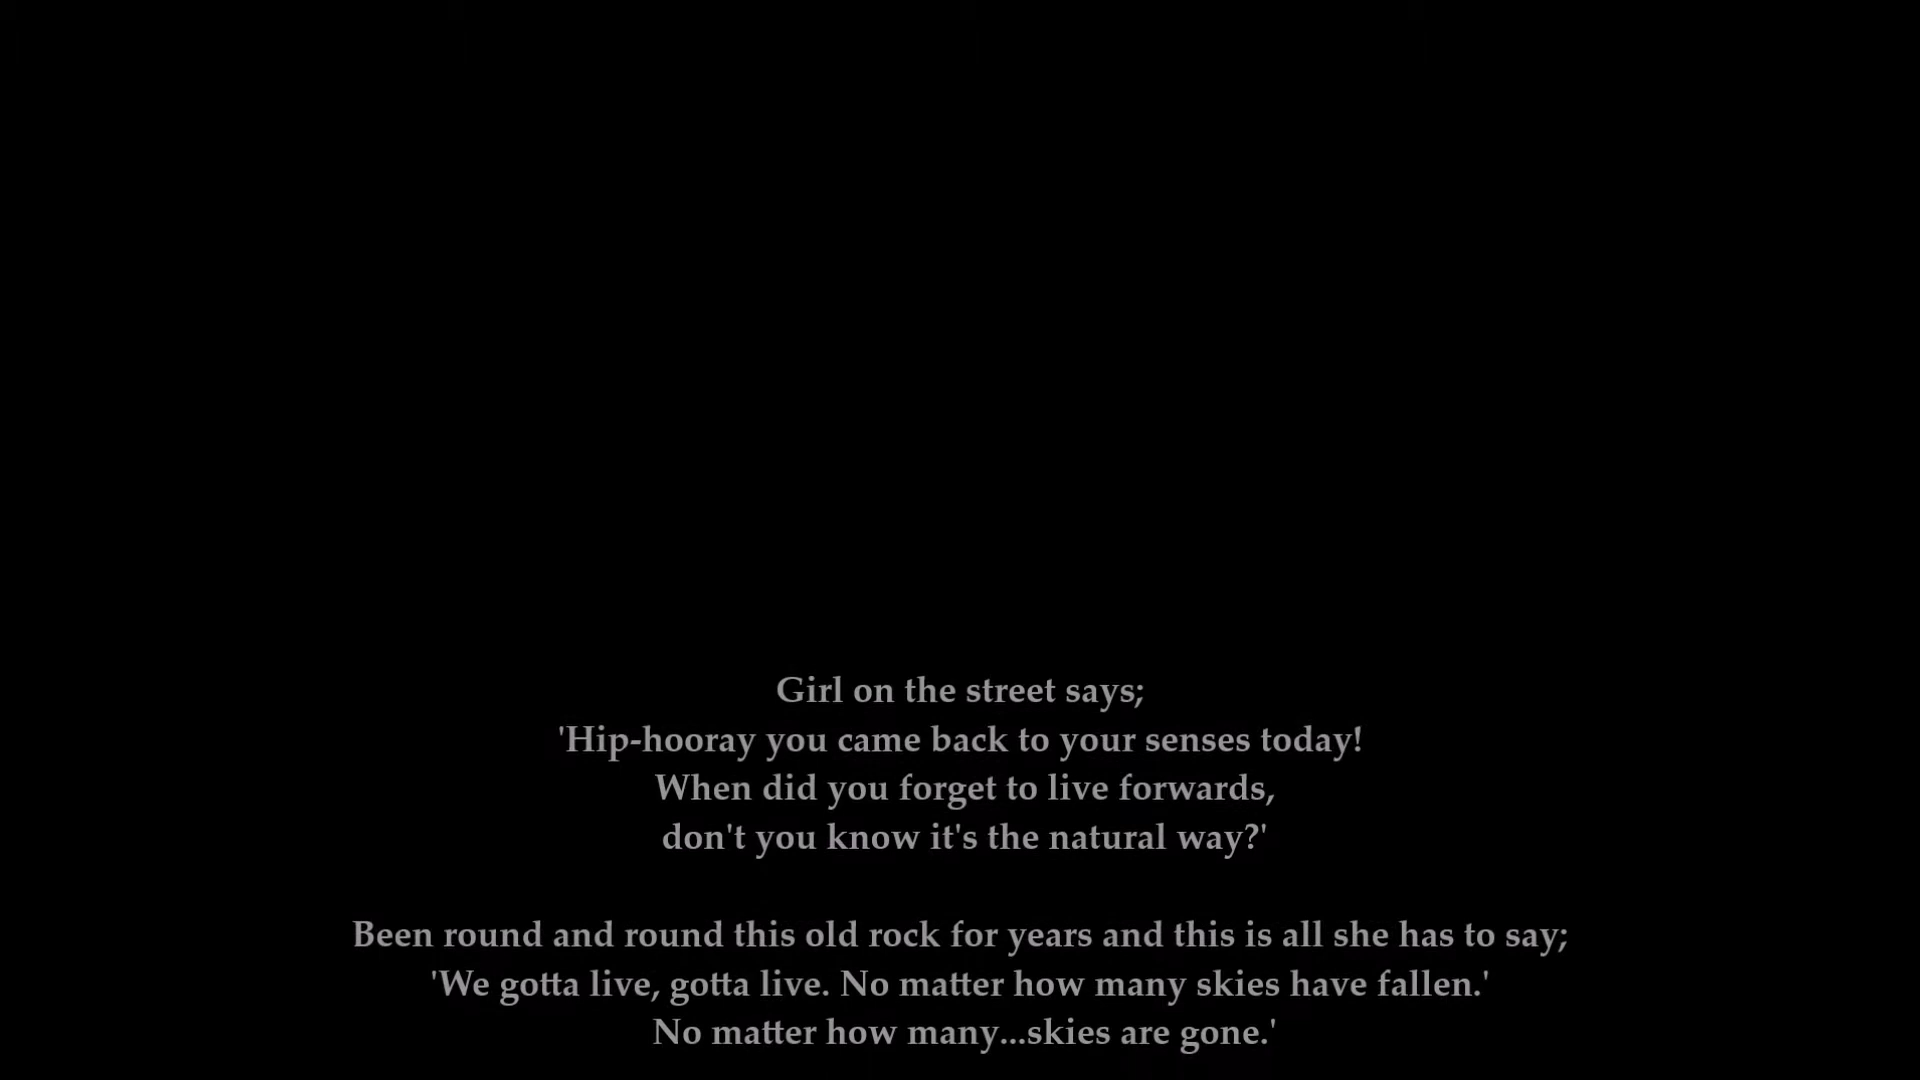 Girl on the street says;
'Hip-hooray you came back to your senses today!
When did you forget to live forwards,
don't you know it's the natural way?'
Been round and round this old rock for years and this is all she has to say;
'We gotta live, gotta live. No matter how many skies have fallen.'
No matter how many...skies are gone.'